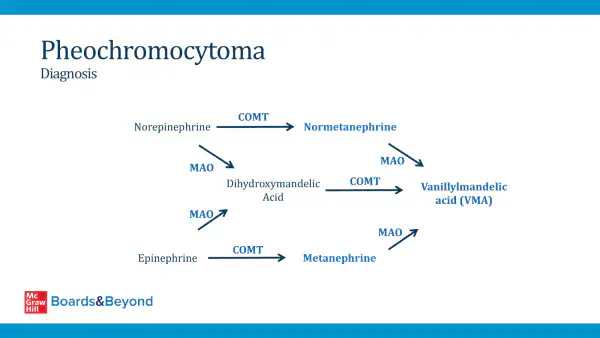 Pheochromocytoma
Diagnosis
COMT
Norepinephrine
Normetanephrine
MAO
MAO
Dihydroxymandelic
Acid
COMT
Vanillylmandelic
acid (VMA)
MAO
MAO
COMT
Epinephrine
Metanephrine
Mc
Graw
Hill
Boards&Beyond